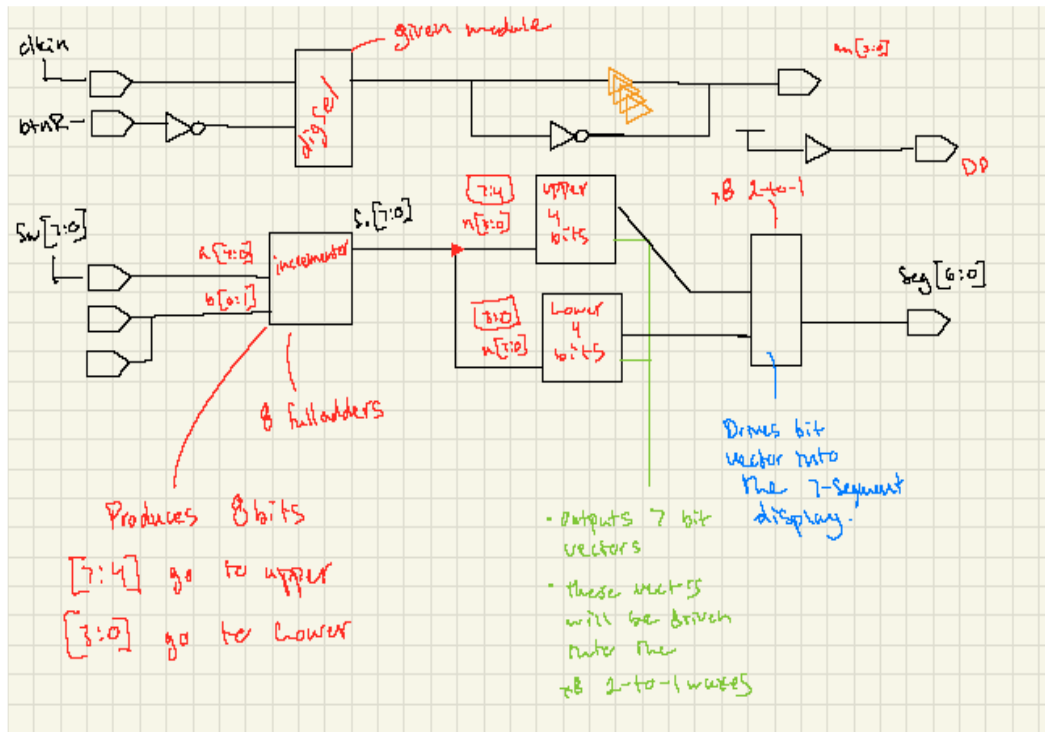 given module
clkin
an[3:0]
btnR
digsel
DP
x8 2-to-1
Sw[7:0]
S.[7:0]
7:4
n[3:0]
upper
4
bits
a[7:0]
incrementor
b[0:1]
Seg[6:0]
3:0
n[3:0]
Lower
4
bits
8 fulladders
Drives bit
vector into
the 7-segment
display.
Produces 8bits
[7:4] go to upper
[3:0] go to Lower
- outputs 7 bit
vectors
- these vectors
will be driven
into the
x8 2-to-1 muxes